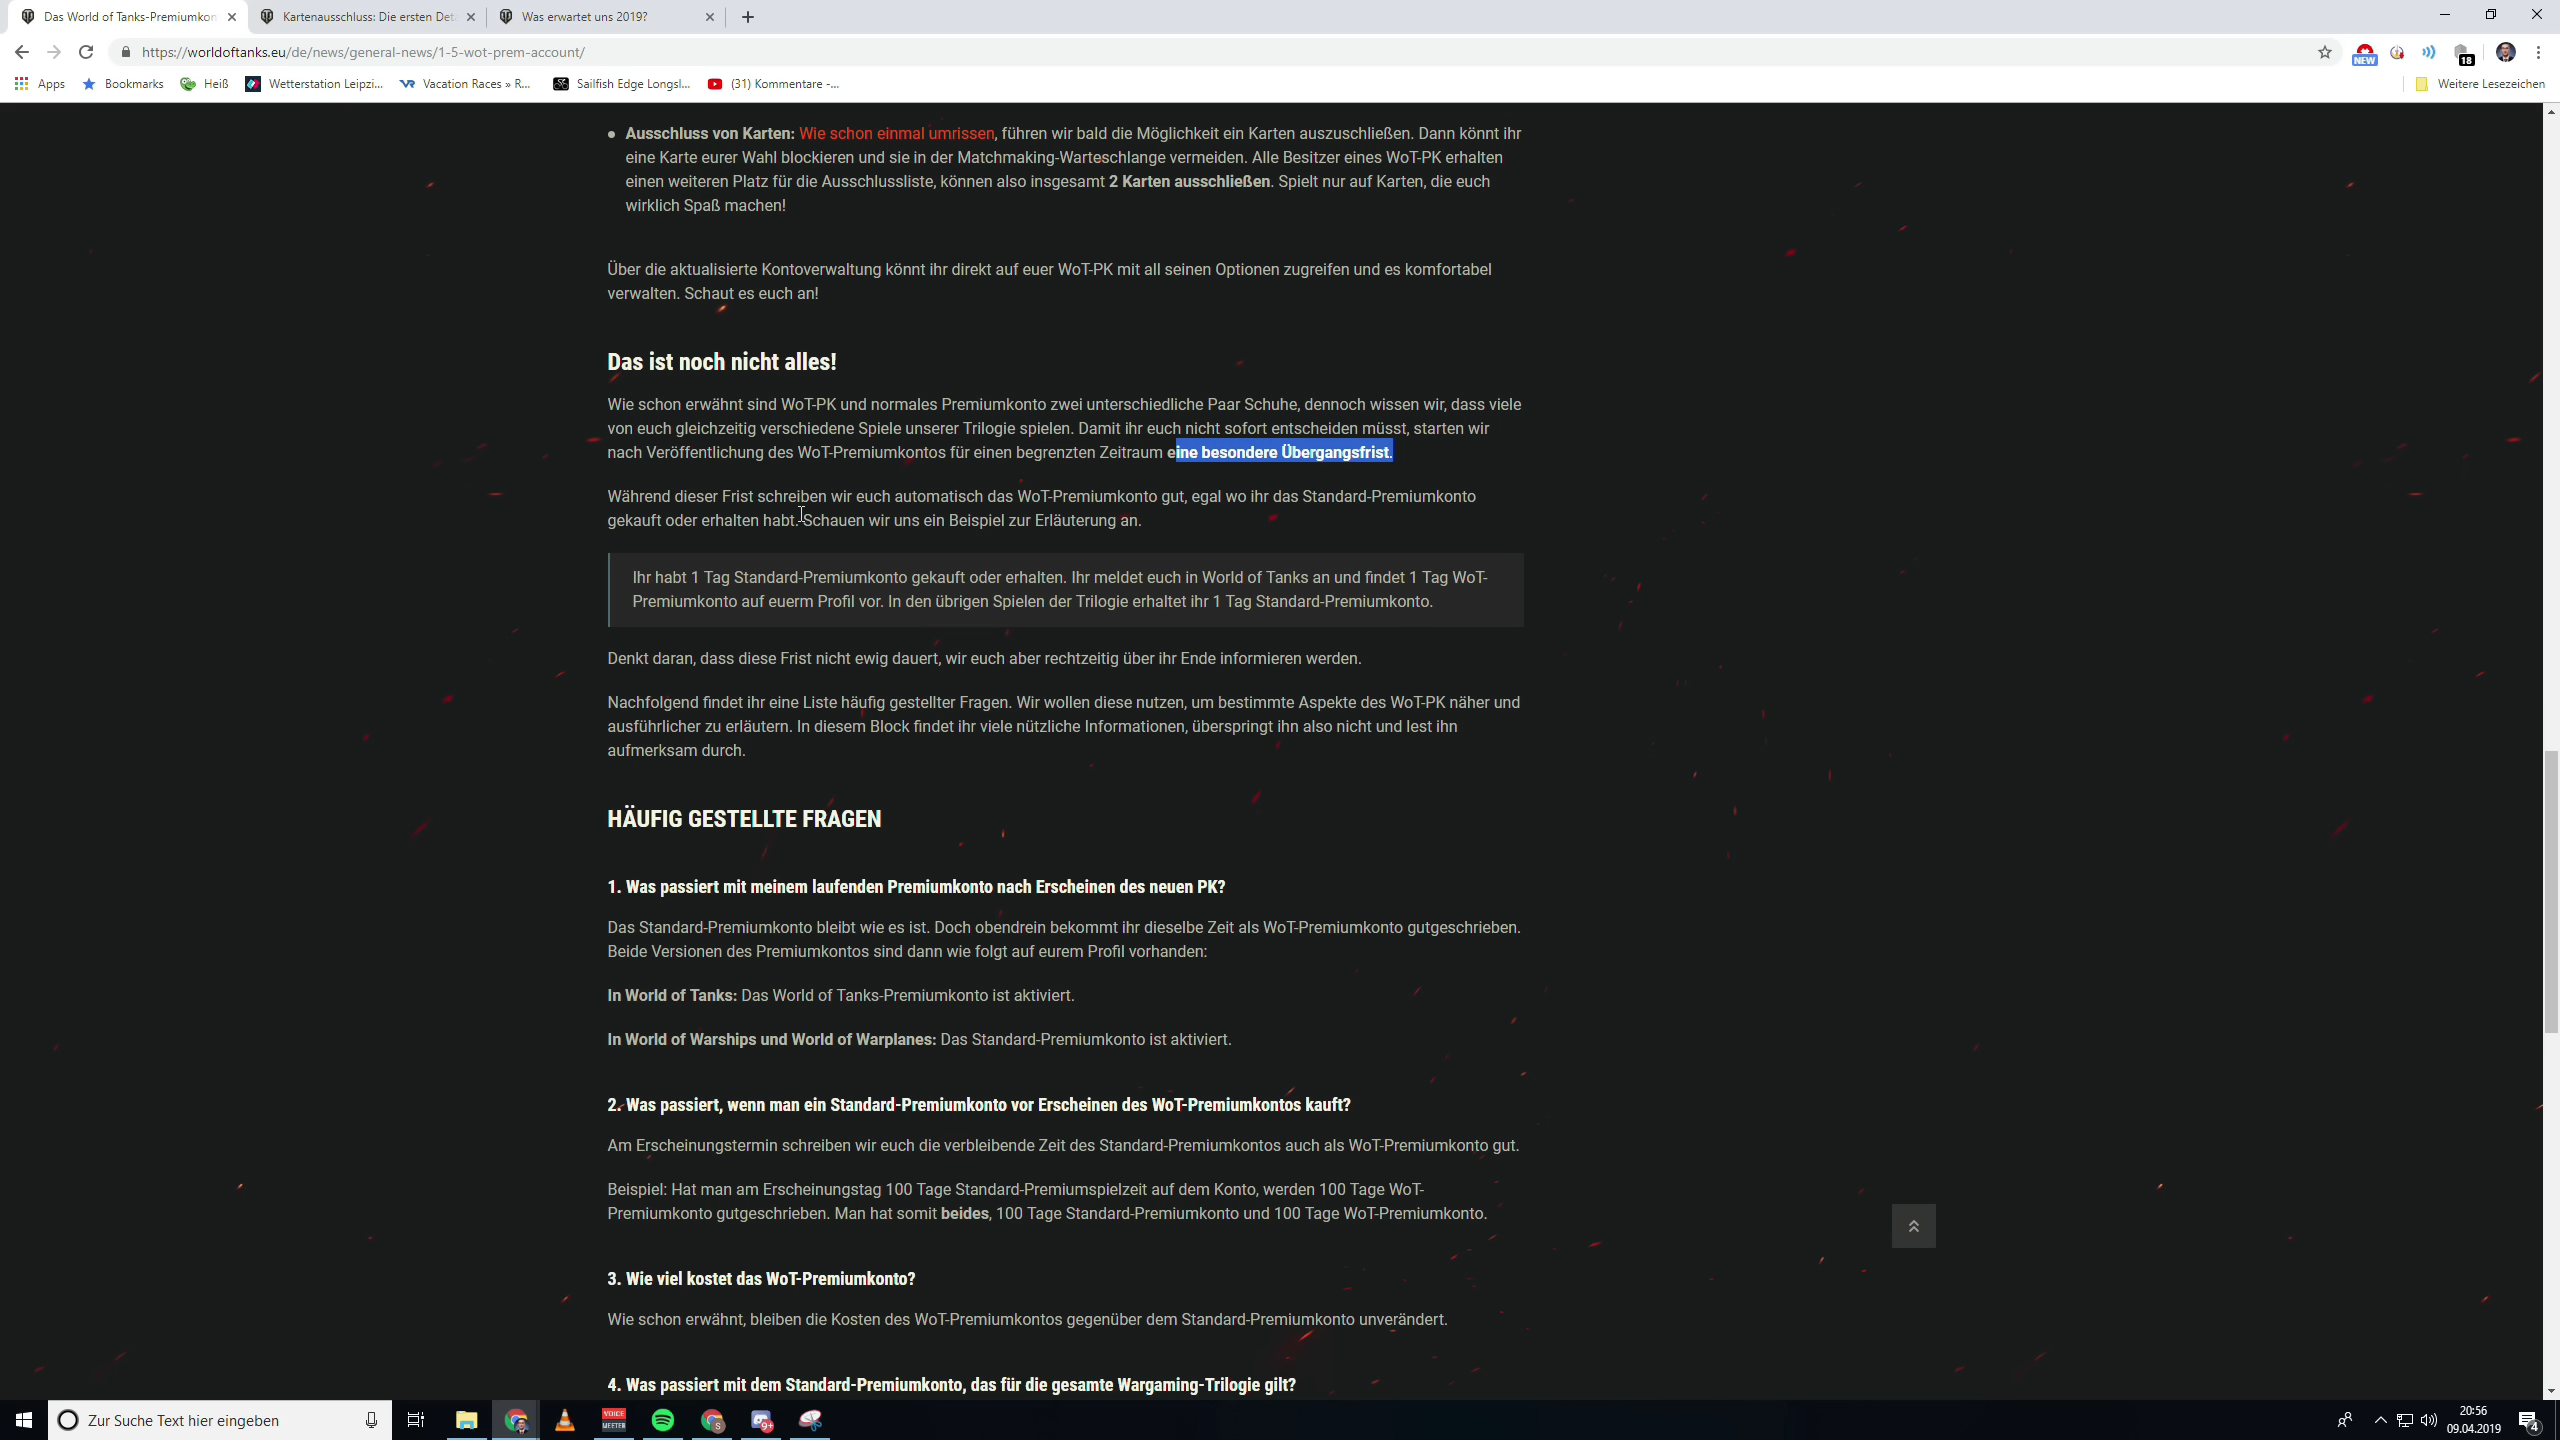 Das World of Tanks-Premiumkon
Kartenausschluss: Die ersten Det
Was erwartet uns 2019?
https://worldoftanks.eu/de/news/general-news/1-5-wot-prem-account/
NEW
18
Apps
Bookmarks
Heiß
Wetterstation Leipzi...
Vacation Races » R...
Sailfish Edge Longsl...
(31) Kommentare -...
Weitere Lesezeichen
Ausschluss von Karten: Wie schon einmal umrissen, führen wir bald die Möglichkeit ein Karten auszuschließen. Dann könnt ihr
eine Karte eurer Wahl blockieren und sie in der Matchmaking-Warteschlange vermeiden. Alle Besitzer eines WoT-PK erhalten
einen weiteren Platz für die Ausschlussliste, können also insgesamt 2 Karten ausschließen. Spielt nur auf Karten, die euch
wirklich Spaß machen!
Über die aktualisierte Kontoverwaltung könnt ihr direkt auf euer WoT-PK mit all seinen Optionen zugreifen und es komfortabel
verwalten. Schaut es euch an!
Das ist noch nicht alles!
Wie schon erwähnt sind WoT-PK und normales Premiumkonto zwei unterschiedliche Paar Schuhe, dennoch wissen wir, dass viele
von euch gleichzeitig verschiedene Spiele unserer Trilogie spielen. Damit ihr euch nicht sofort entscheiden müsst, starten wir
nach Veröffentlichung des WoT-Premiumkontos für einen begrenzten Zeitraum eine besondere Übergangsfrist.
Während dieser Frist schreiben wir euch automatisch das WoT-Premiumkonto gut, egal wo ihr das Standard-Premiumkonto
gekauft oder erhalten habt. Schauen wir uns ein Beispiel zur Erläuterung an.
Ihr habt 1 Tag Standard-Premiumkonto gekauft oder erhalten. Ihr meldet euch in World of Tanks an und findet 1 Tag WoT-
Premiumkonto auf euerm Profil vor. In den übrigen Spielen der Trilogie erhaltet ihr 1 Tag Standard-Premiumkonto.
Denkt daran, dass diese Frist nicht ewig dauert, wir euch aber rechtzeitig über ihr Ende informieren werden.
Nachfolgend findet ihr eine Liste häufig gestellter Fragen. Wir wollen diese nutzen, um bestimmte Aspekte des WoT-PK näher und
ausführlicher zu erläutern. In diesem Block findet ihr viele nützliche Informationen, überspringt ihn also nicht und lest ihn
aufmerksam durch.
HÄUFIG GESTELLTE FRAGEN
1. Was passiert mit meinem laufenden Premiumkonto nach Erscheinen des neuen PK?
Das Standard-Premiumkonto bleibt wie es ist. Doch obendrein bekommt ihr dieselbe Zeit als WoT-Premiumkonto gutgeschrieben.
Beide Versionen des Premiumkontos sind dann wie folgt auf eurem Profil vorhanden:
In World of Tanks: Das World of Tanks-Premiumkonto ist aktiviert.
In World of Warships und World of Warplanes: Das Standard-Premiumkonto ist aktiviert.
2. Was passiert, wenn man ein Standard-Premiumkonto vor Erscheinen des WoT-Premiumkontos kauft?
Am Erscheinungstermin schreiben wir euch die verbleibende Zeit des Standard-Premiumkontos auch als WoT-Premiumkonto gut.
Beispiel: Hat man am Erscheinungstag 100 Tage Standard-Premiumspielzeit auf dem Konto, werden 100 Tage WoT-
Premiumkonto gutgeschrieben. Man hat somit beides, 100 Tage Standard-Premiumkonto und 100 Tage WoT-Premiumkonto.
3. Wie viel kostet das WoT-Premiumkonto?
Wie schon erwähnt, bleiben die Kosten des WoT-Premiumkontos gegenüber dem Standard-Premiumkonto unverändert.
4. Was passiert mit dem Standard-Premiumkonto, das für die gesamte Wargaming-Trilogie gilt?
Zur Suche Text hier eingeben
VOICE
MEETER
S
9+
20:56
09.04.2019
4